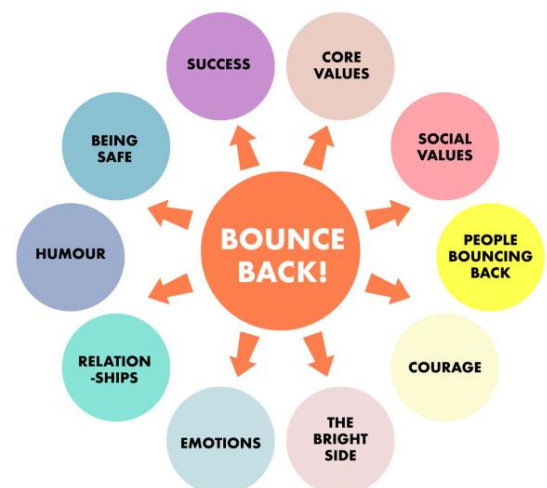 BOUNCE
BACK!
CORE
VALUES
SOCIAL
VALUES
PEOPLE
BOUNCING
BACK
COURAGE
THE
BRIGHT
SIDE
EMOTIONS
RELATION
-SHIPS
HUMOUR
BEING
SAFE
SUCCESS